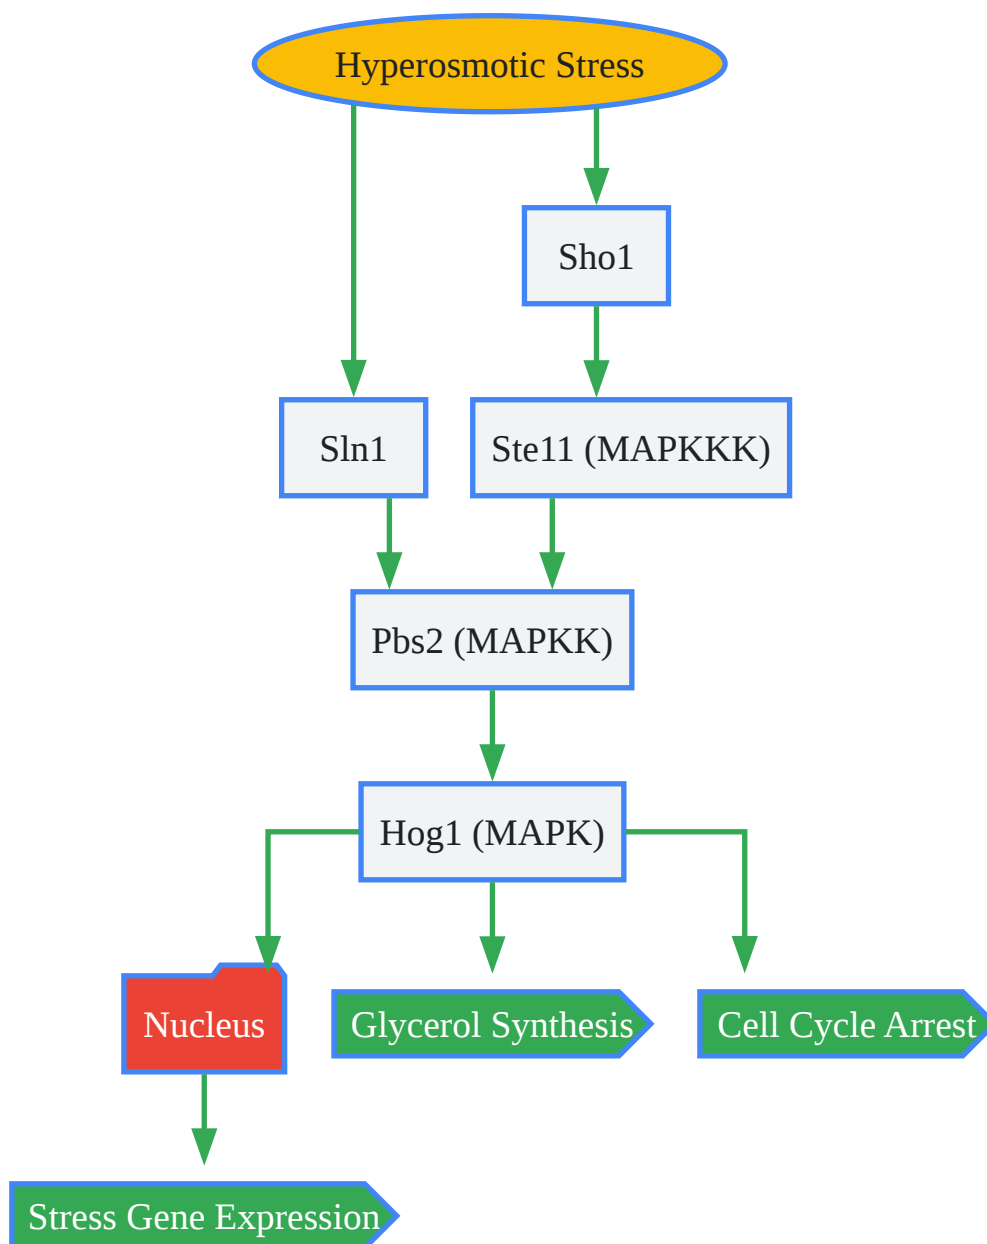 Hyperosmotic Stress
Sho1
Sln1
Ste11 (MAPKKK)
Pbs2 (MAPKK)
Hog1 (MAPK)
Nucleus
Glycerol Synthesis
Cell Cycle Arrest
Stress Gene Expression